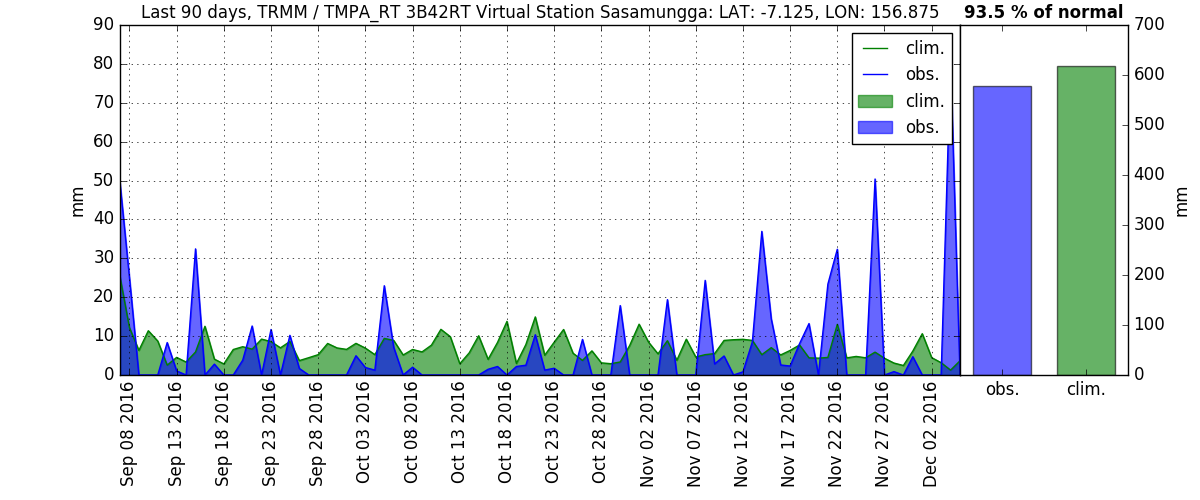 Last 90 days, TRMM / TMPA_RT 3B42RT Virtual Station Sasamungga: LAT: -7.125, LON: 156.875
93.5 % of normal
90
80
70
60
50
40
30
20
10
0
mm
clim.
obs.
clim.
obs.
700
600
500
400
300
200
100
0
mm
obs.
clim.
Sep 08 2016
Sep 13 2016
Sep 18 2016
Sep 23 2016
Sep 28 2016
Oct 03 2016
Oct 08 2016
Oct 13 2016
Oct 18 2016
Oct 23 2016
Oct 28 2016
Nov 02 2016
Nov 07 2016
Nov 12 2016
Nov 17 2016
Nov 22 2016
Nov 27 2016
Dec 02 2016